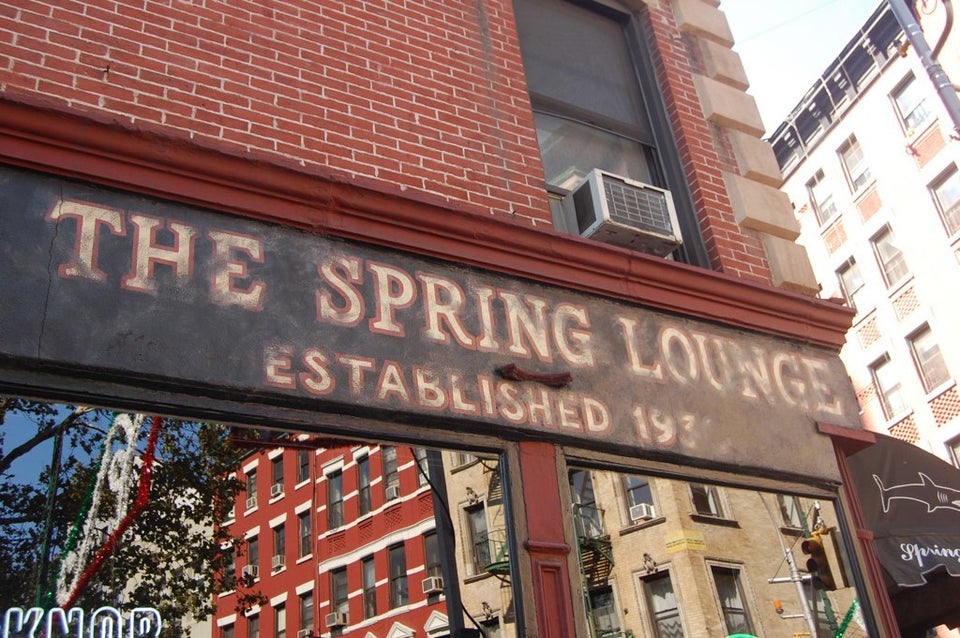 THE SPRING LOUNGE
ESTABLISHED 193
Spring